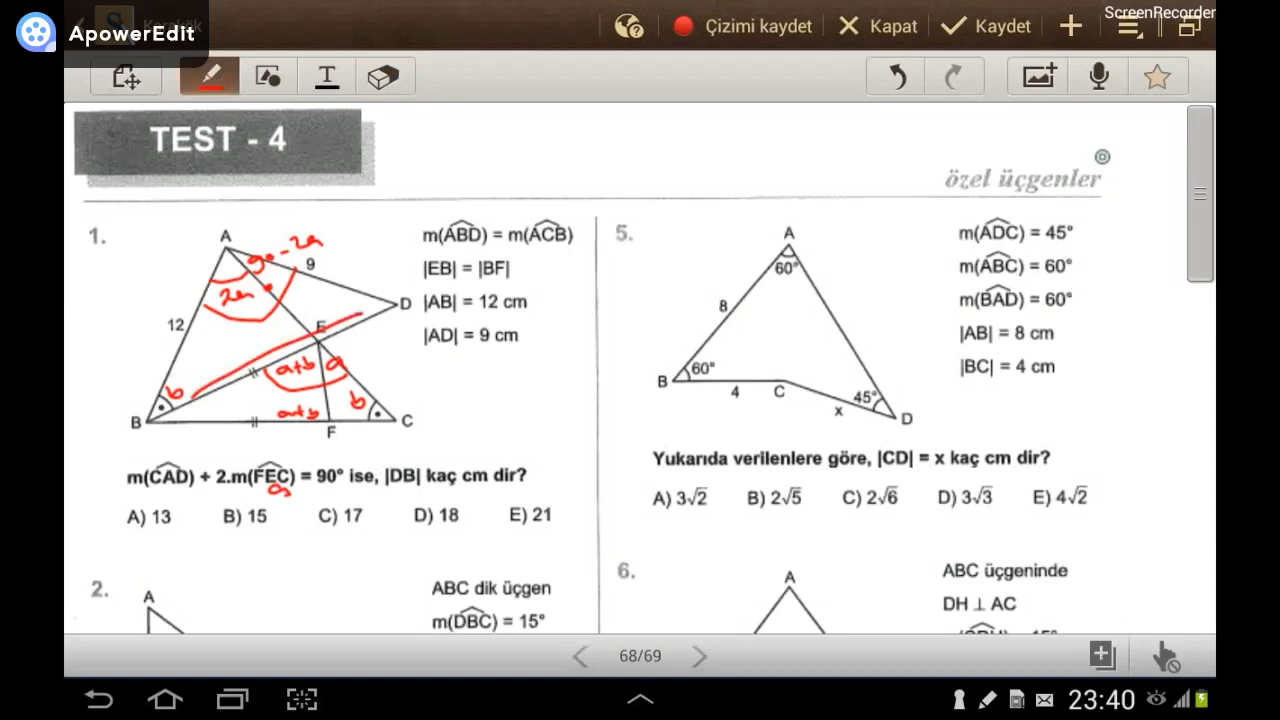 ScreenRecorder
ApowerEdit
Çizimi kaydet
Kapat
Kaydet
T
TEST - 4
özel üçgenler
1.
A
90-2a
9
2a
D
12
E
a+b
a
b
a+b
b
B
F
C
m(ABD) = m(ACB)
|EB| = |BF|
|AB| = 12 cm
|AD| = 9 cm
m(CAD) + 2.m(FEC) = 90° ise, |DB| kaç cm dir?
a
A) 13 B) 15 C) 17 D) 18 E) 21
2.
A
ABC dik üçgen
m(DBC) = 15°
5.
A
60°
8
60°
B
4
C
x
45°
D
m(ADC) = 45°
m(ABC) = 60°
m(BAD) = 60°
|AB| = 8 cm
|BC| = 4 cm
Yukarıda verilenlere göre, |CD| = x kaç cm dir?
A) 3√2 B) 2√5 C) 2√6 D) 3√3 E) 4√2
6.
A
ABC üçgeninde
DH ⊥ AC
68/69
23:40